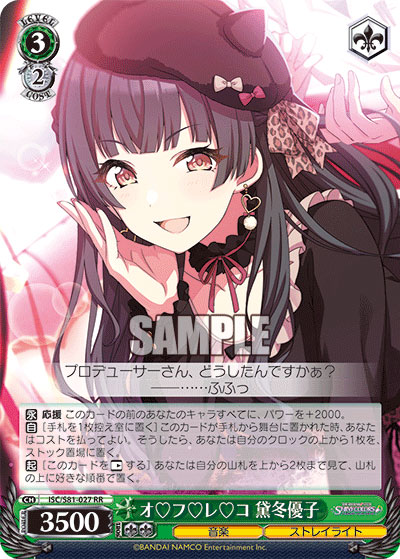 LEVEL
3
2
COST
SAMPLE
プロデューサーさん、どうしたんですかぁ?
――……ふふっ
永 応援 このカードの前のあなたのキャラすべてに、パワーを+2000。
自 [手札を1枚控え室に置く] このカードが手札から舞台に置かれた時、あなたはコストを払ってよい。そうしたら、あなたは自分のクロックの上から1枚を、
ストック置場に置く。
起 [このカードを する] あなたは自分の山札を上から2枚まで見て、山札の上に好きな順番で置く。
ISC/S81-027 RR
3500
オ♡フ♡レ♡コ 黛冬優子
SHINY COLORS
音楽
ストレイライト
©BANDAI NAMCO Entertainment Inc.